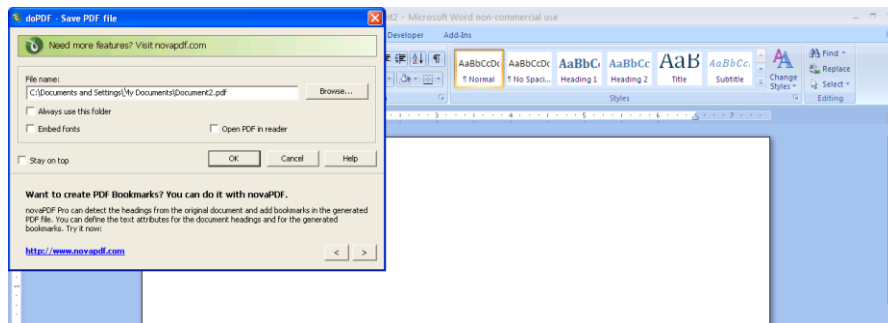 doPDF - Save PDF file
Need more features? Visit novapdf.com
File name:
C:\Documents and Settings\My Documents\Document2.pdf
Browse...
Always use this folder
Embed fonts
Open PDF in reader
Stay on top
OK
Cancel
Help
Want to create PDF Bookmarks? You can do it with novaPDF.
novaPDF Pro can detect the headings from the original document and add bookmarks in the generated
PDF file. You can define the text attributes for the document headings and for the generated
bookmarks. Try it now:
http://www.novapdf.com
< >
nt2 - Microsoft Word non-commercial use
Developer Add-Ins
AaBbCcDc AaBbCcDc AaBbC AaBbCc AaB AaBbCc.
¶ Normal ¶ No Spaci... Heading 1 Heading 2 Title Subtitle
Change
Styles
Styles
Find
Replace
Select
Editing
3 4 5 6 7